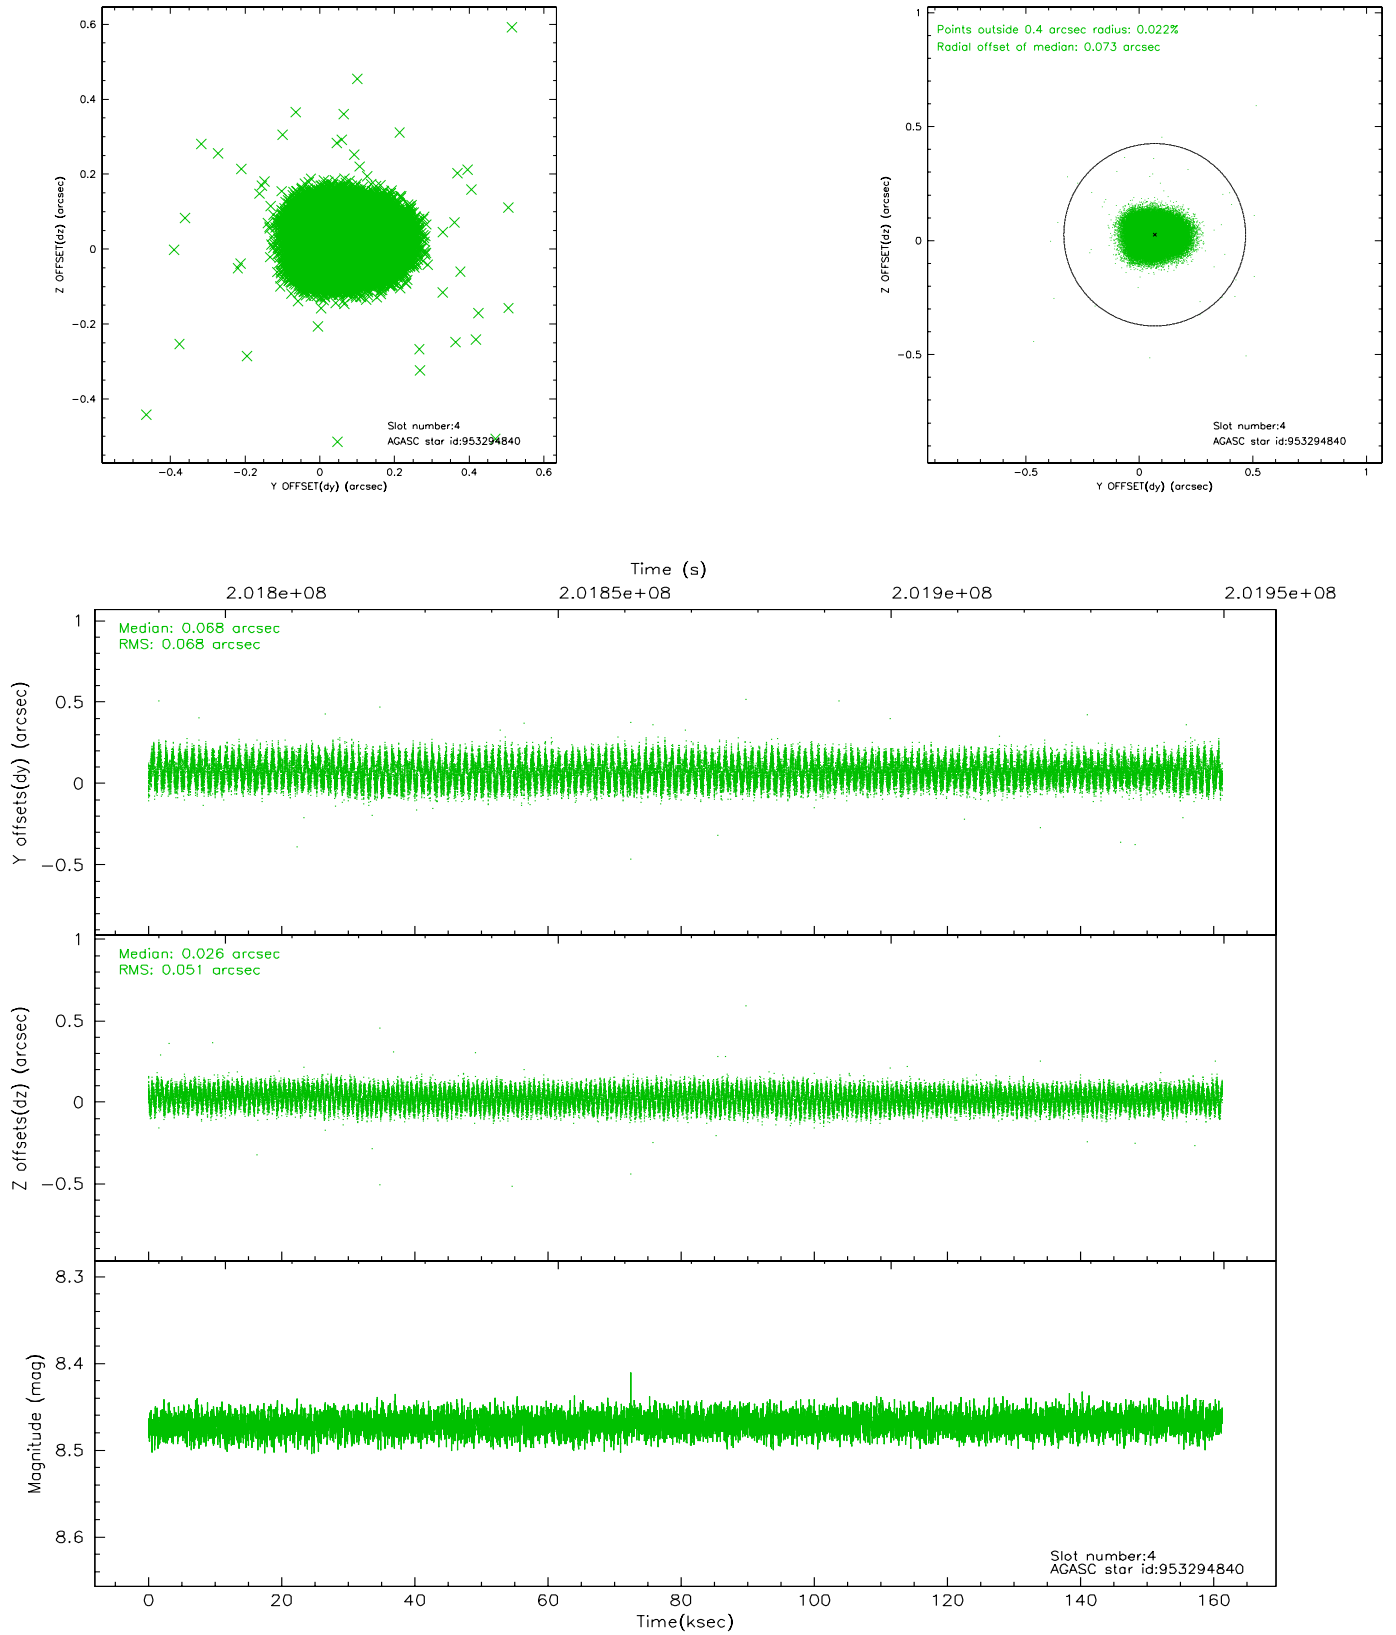 0.6
0.4
0.2
0
−0.2
−0.4
Z OFFSET(dz) (arcsec)
Slot number:4
AGASC star id:953294840
−0.4 −0.2 0 0.2 0.4 0.6
Y OFFSET(dy) (arcsec)
1
0.5
0
−0.5
Z OFFSET(dz) (arcsec)
Points outside 0.4 arcsec radius: 0.022%
Radial offset of median: 0.073 arcsec
Slot number:4
AGASC star id:953294840
−0.5 0 0.5 1
Y OFFSET(dy) (arcsec)
Time (s)
2.018e+08 2.0185e+08 2.019e+08 2.0195e+08
1
0.5
0
−0.5
Y offsets(dy) (arcsec)
Median: 0.068 arcsec
RMS: 0.068 arcsec
1
0.5
0
−0.5
Z offsets(dz) (arcsec)
Median: 0.026 arcsec
RMS: 0.051 arcsec
8.3
8.4
8.5
8.6
Magnitude (mag)
Slot number:4
AGASC star id:953294840
0 20 40 60 80 100 120 140 160
Time(ksec)